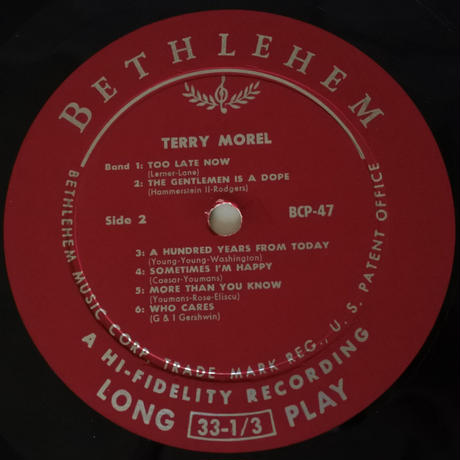 BETHLEHEM
TERRY MOREL
Band 1: TOO LATE NOW
(Lerner-Lane)
2: THE GENTLEMEN IS A DOPE
(Hammerstein II-Rodgers)
Side 2
BCP-47
3: A HUNDRED YEARS FROM TODAY
(Young-Young-Washington)
4: SOMETIMES I'M HAPPY
(Caesar-Youmans)
5: MORE THAN YOU KNOW
(Youmans-Rose-Eliscu)
6: WHO CARES
(G & I Gershwin)
BETHLEHEM MUSIC CORP. TRADE MARK REG., U. S. PATENT OFFICE
A HI-FIDELITY RECORDING
LONG 33-1/3 PLAY